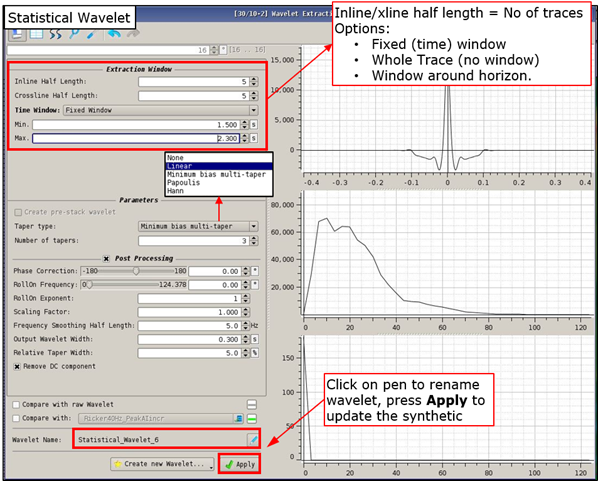 Statistical Wavelet
[30/10-2] Wavelet Extrac
16 [16 .. 16]
Inline/xline half length = No of traces
Options:
• Fixed (time) window
• Whole Trace (no window)
• Window around horizon.
Extraction Window
Inline Half Length: 5
Crossline Half Length: 5
Time Window: Fixed Window
Min. 1.500 s
Max. 2.300 s
None
Linear
Minimum bias multi-taper
Papoulis
Hann
Parameters
Create pre-stack wavelet
Taper type: Minimum bias multi-taper
Number of tapers: 3
Post Processing
Phase Correction: -180 180 0.00 °
RollOn Frequency: 0 124.378 0.00 °
RollOn Exponent: 1
Scaling Factor: 1.000
Frequency Smoothing Half Length: 5.0 Hz
Output Wavelet Width: 0.300 s
Relative Taper Width: 5.0 %
Remove DC component
Compare with raw Wavelet
Compare with: _Ricker40Hz_PeakAIincr.
Wavelet Name: Statistical_Wavelet_6
Create new Wavelet... Apply
15.000
10.000
5.000
0
-0.4 -0.3 -0.2 -0.1 0 0.1 0.2 0.3 0.4
80.000
60.000
40.000
20.000
0 20 40 60 80 100 120
150
100
50
0
0 20 40 60 80 100 120
Click on pen to rename
wavelet, press Apply to
update the synthetic